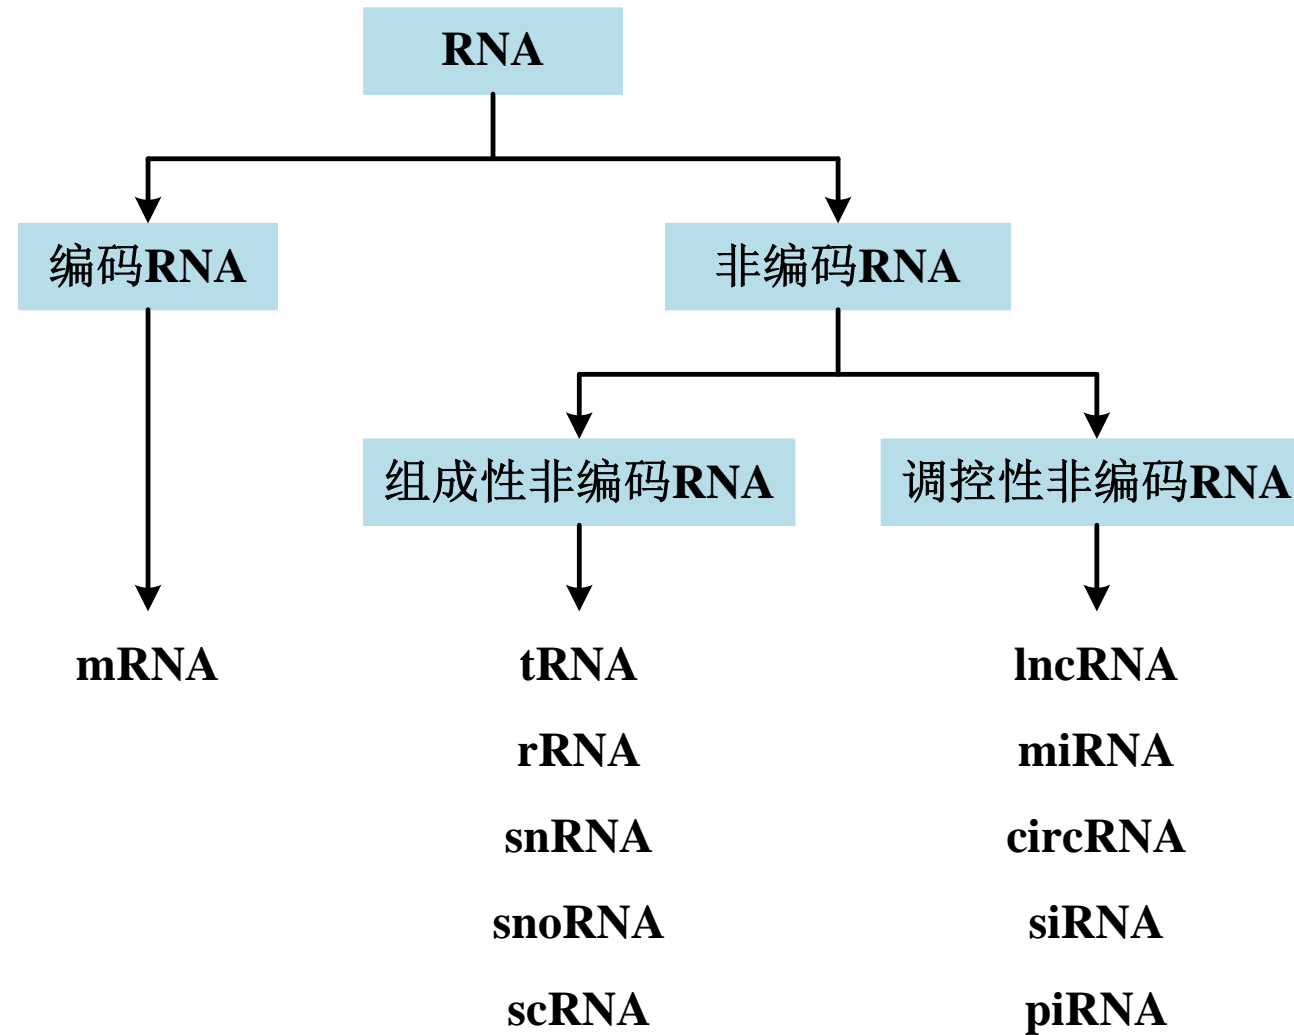 RNA
编码RNA
非编码RNA
组成性非编码RNA
调控性非编码RNA
mRNA
tRNA
lncRNA
rRNA
miRNA
snRNA
circRNA
snoRNA
siRNA
scRNA
piRNA